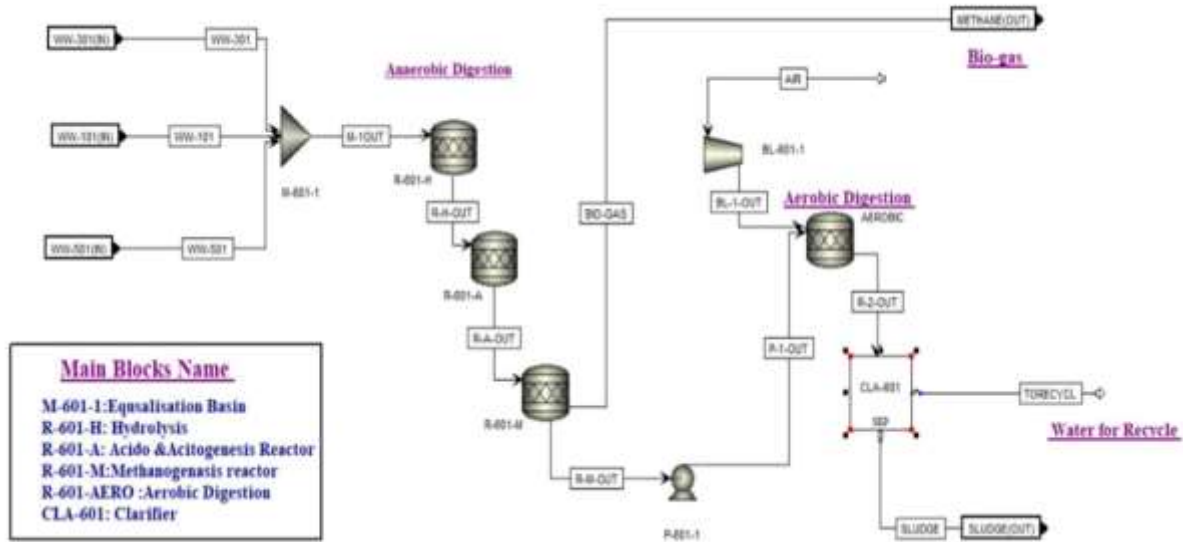 METHANE(OUT)
Bio-gas
WW-301(IN)
WW-301
Anaerobic Digestion
AIR
WW-101(IN)
WW-101
M-1OUT
M-601-1
R-601-H
BL-601-1
R-H-OUT
BL-1-OUT
Aerobic Digestion
AEROBIC
BIO-GAS
WW-501(IN)
WW-501
R-601-A
R-2-OUT
R-A-OUT
P-1-OUT
CLA-601
SEP
TORECYCL
Water for Recycle
R-601-M
R-M-OUT
P-601-1
SLUDGE
SLUDGE(OUT)
Main Blocks Name
M-601-1:Equsalisation Basin
R-601-H: Hydrolysis
R-601-A: Acido &Acitogenesis Reactor
R-601-M:Methanogenasis reactor
R-601-AERO :Aerobic Digestion
CLA-601: Clarifier